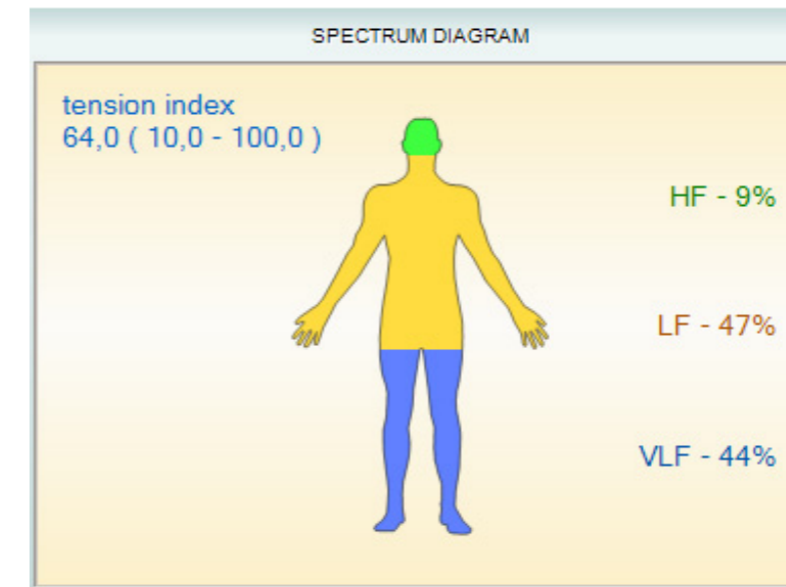 SPECTRUM DIAGRAM
tension index
64,0 ( 10,0 - 100,0 )
HF - 9%
LF - 47%
VLF - 44%